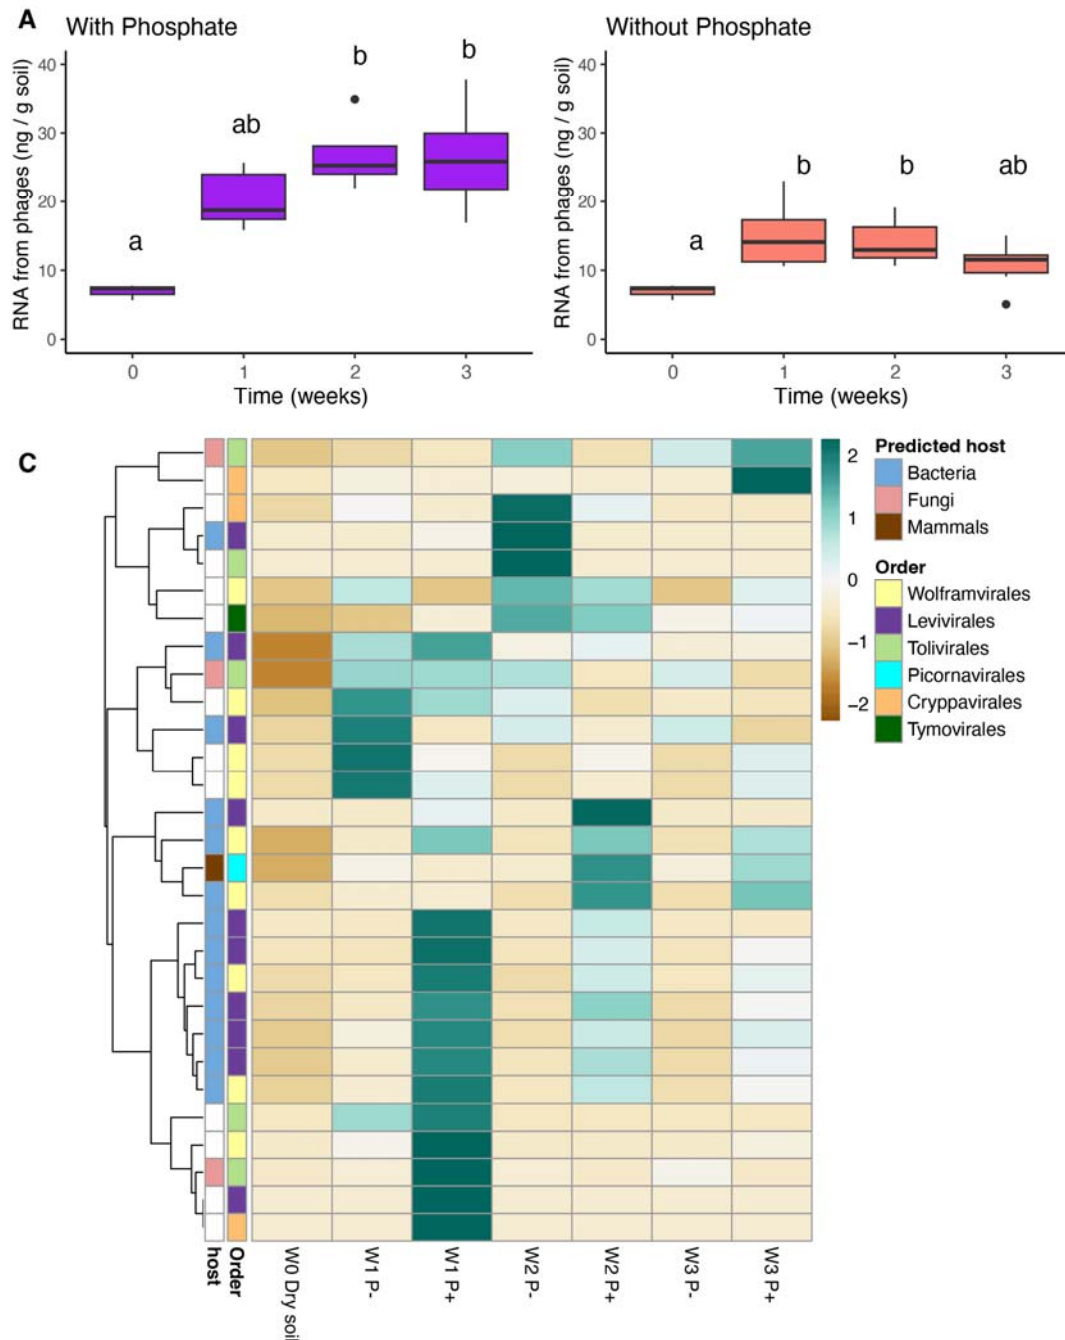 A
With Phosphate
Without Phosphate
RNA from phages (ng / g soil)
40
30
20
10
0
a
ab
b
b
0
1
2
3
Time (weeks)
RNA from phages (ng / g soil)
40
30
20
10
0
a
b
b
ab
0
1
2
3
Time (weeks)
C
2
1
0
−1
−2
Predicted host
Bacteria
Fungi
Mammals
Order
Wolframvirales
Levivirales
Tolivirales
Picornavirales
Cryppavirales
Tymovirales
host
Order
W0 Dry soil
W1 P-
W1 P+
W2 P-
W2 P+
W3 P-
W3 P+